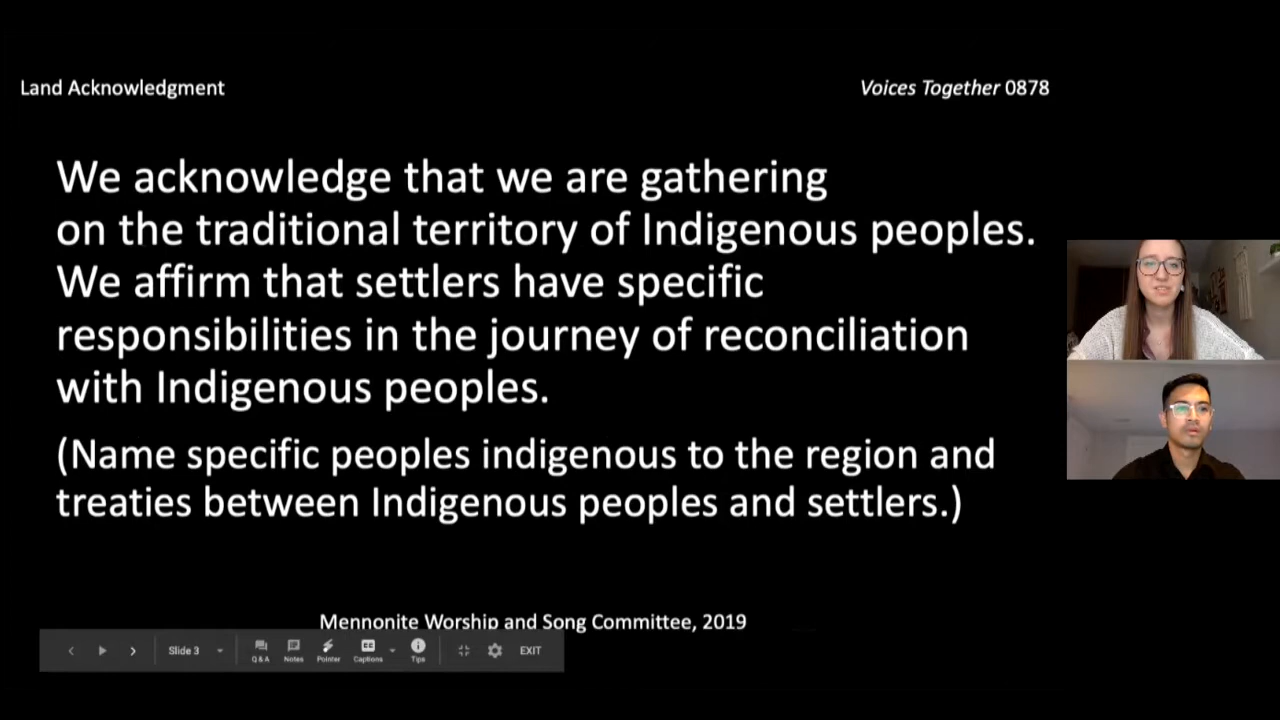 Land Acknowledgment
Voices Together 0878
We acknowledge that we are gathering
on the traditional territory of Indigenous peoples.
We affirm that settlers have specific
responsibilities in the journey of reconciliation
with Indigenous peoples.
(Name specific peoples indigenous to the region and
treaties between Indigenous peoples and settlers.)
Mennonite Worship and Song Committee, 2019
Slide 3
Q & A
Notes
Pointer
CC
Captions
Tips
EXIT